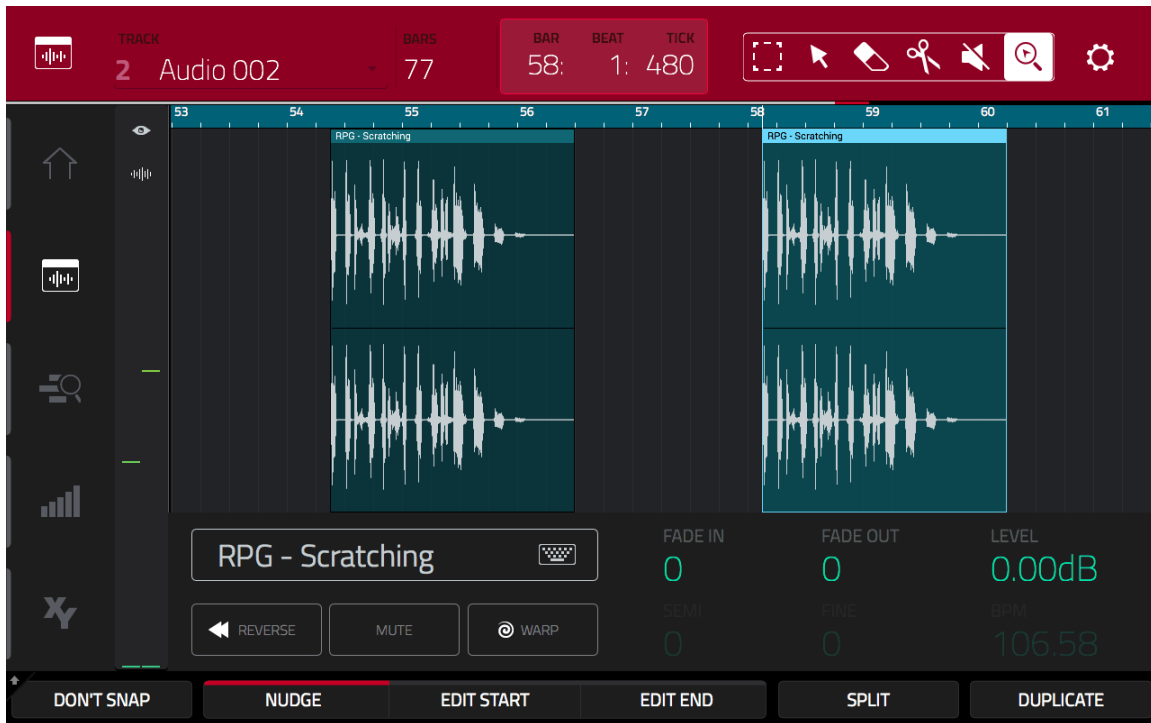 TRACK BARS BAR BEAT TICK
2 Audio 002 77 58: 1: 480
53 54 55 56 57 58 59 60 61
RPG - Scratching RPG - Scratching
RPG - Scratching
FADE IN FADE OUT LEVEL
0 0 0.00dB
REVERSE MUTE WARP
SEMI FINE BPM
0 0 106.58
XY
DON'T SNAP NUDGE EDIT START EDIT END SPLIT DUPLICATE